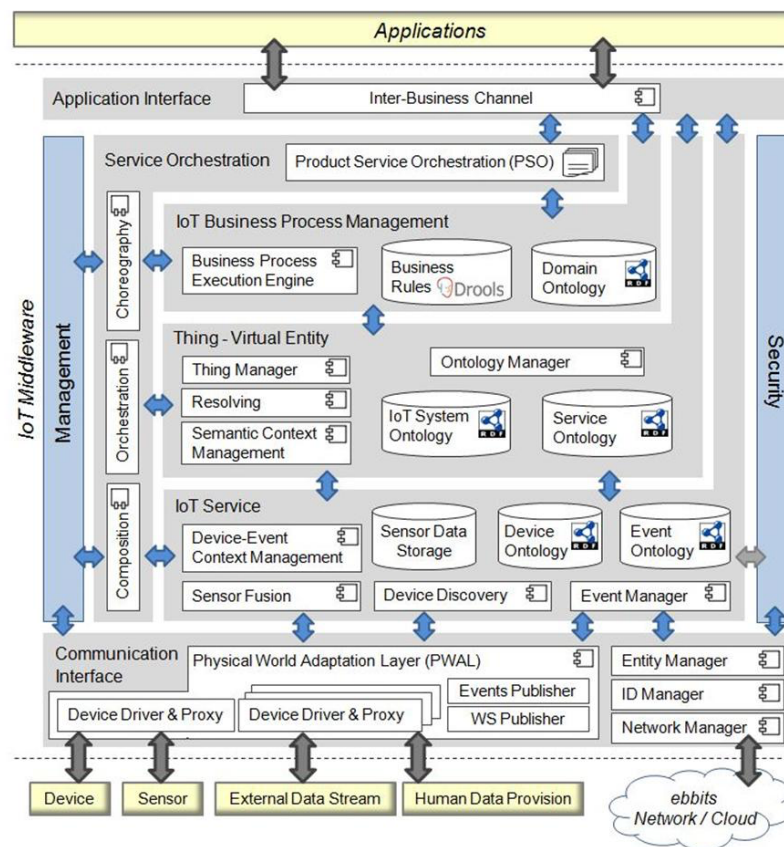 Applications
Application Interface
Inter-Business Channel
Service Orchestration
Product Service Orchestration (PSO)
IoT Middleware
Management
Security
Choreography
Orchestration
Composition
IoT Business Process Management
Business Process
Execution Engine
Business
Rules
Drools
Domain
Ontology
RDF
Thing - Virtual Entity
Thing Manager
Resolving
Semantic Context
Management
Ontology Manager
IoT System
Ontology
RDF
Service
Ontology
RDF
IoT Service
Device-Event
Context Management
Sensor Data
Storage
Device
Ontology
RDF
Event
Ontology
RDF
Sensor Fusion
Device Discovery
Event Manager
Communication
Interface
Physical World Adaptation Layer (PWAL)
Events Publisher
WS Publisher
Device Driver & Proxy
Device Driver & Proxy
Entity Manager
ID Manager
Network Manager
Device
Sensor
External Data Stream
Human Data Provision
ebbits
Network / Cloud